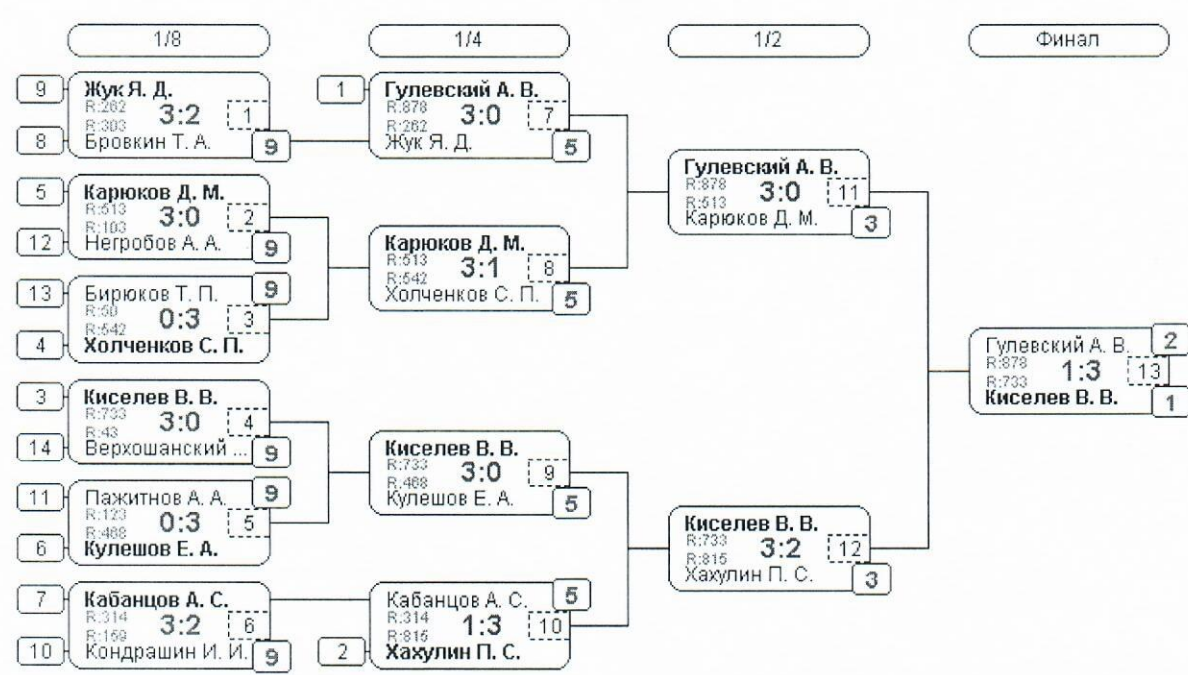 1/8
1/4
1/2
Финал
9
Жук Я. Д.
R:262
3:2
1
R:303
8
Бровкин Т. А.
9
5
Карюков Д. М.
R:513
3:0
2
R:103
12
Негробов А. А.
9
13
Бирюков Т. П.
9
R:50
0:3
3
R:542
4
Холченков С. П.
3
Киселев В. В.
R:733
3:0
4
R:43
14
Верхошанский ...
9
11
Пажитнов А. А.
9
R:123
0:3
5
R:468
6
Кулешов Е. А.
7
Кабанцов А. С.
R:314
3:2
6
R:159
10
Кондрашин И. И.
9
1
Гулевский А. В.
R:878
3:0
7
R:262
Жук Я. Д.
5
Карюков Д. М.
R:513
3:1
8
R:542
Холченков С. П.
5
Киселев В. В.
R:733
3:0
9
R:468
Кулешов Е. А.
5
Кабанцов А. С.
5
R:314
1:3
10
R:815
2
Хахулин П. С.
Гулевский А. В.
R:878
3:0
11
R:513
Карюков Д. М.
3
Киселев В. В.
R:733
3:2
12
R:815
Хахулин П. С.
3
Гулевский А. В.
2
R:878
1:3
13
R:733
Киселев В. В.
1